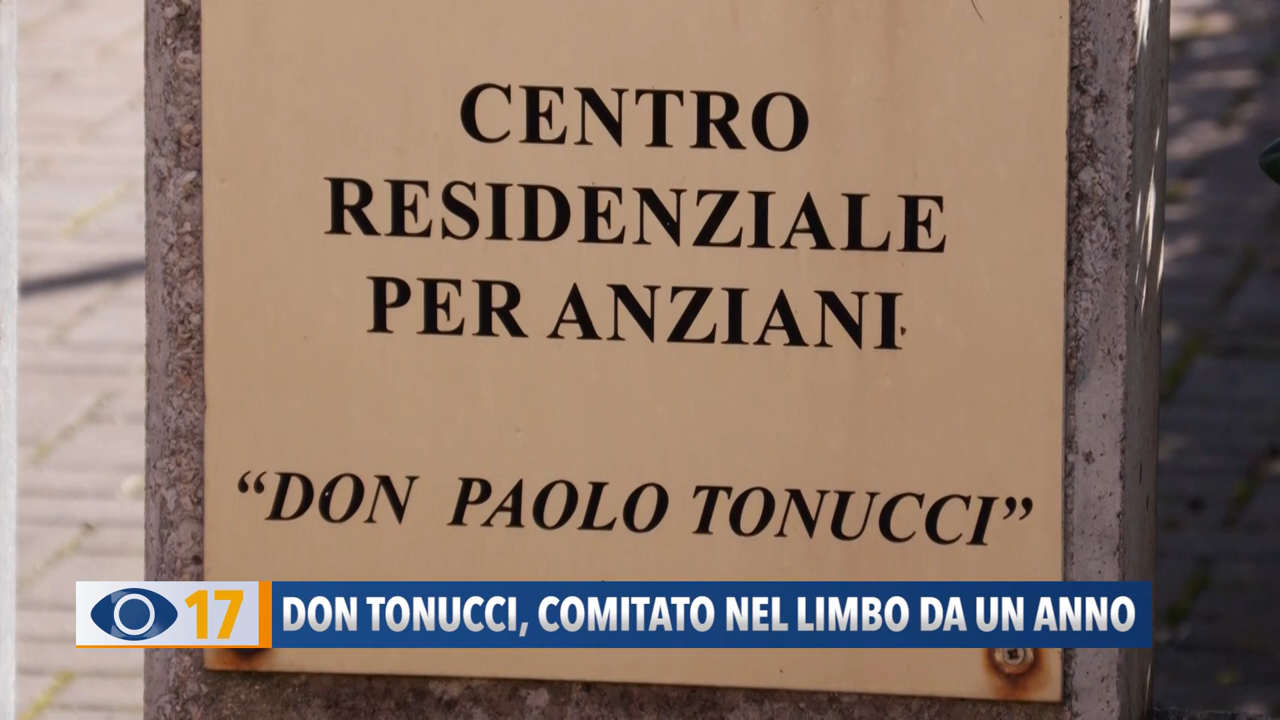 CENTRO
RESIDENZIALE
PER ANZIANI
“DON PAOLO TONUCCI”
17
DON TONUCCI, COMITATO NEL LIMBO DA UN ANNO